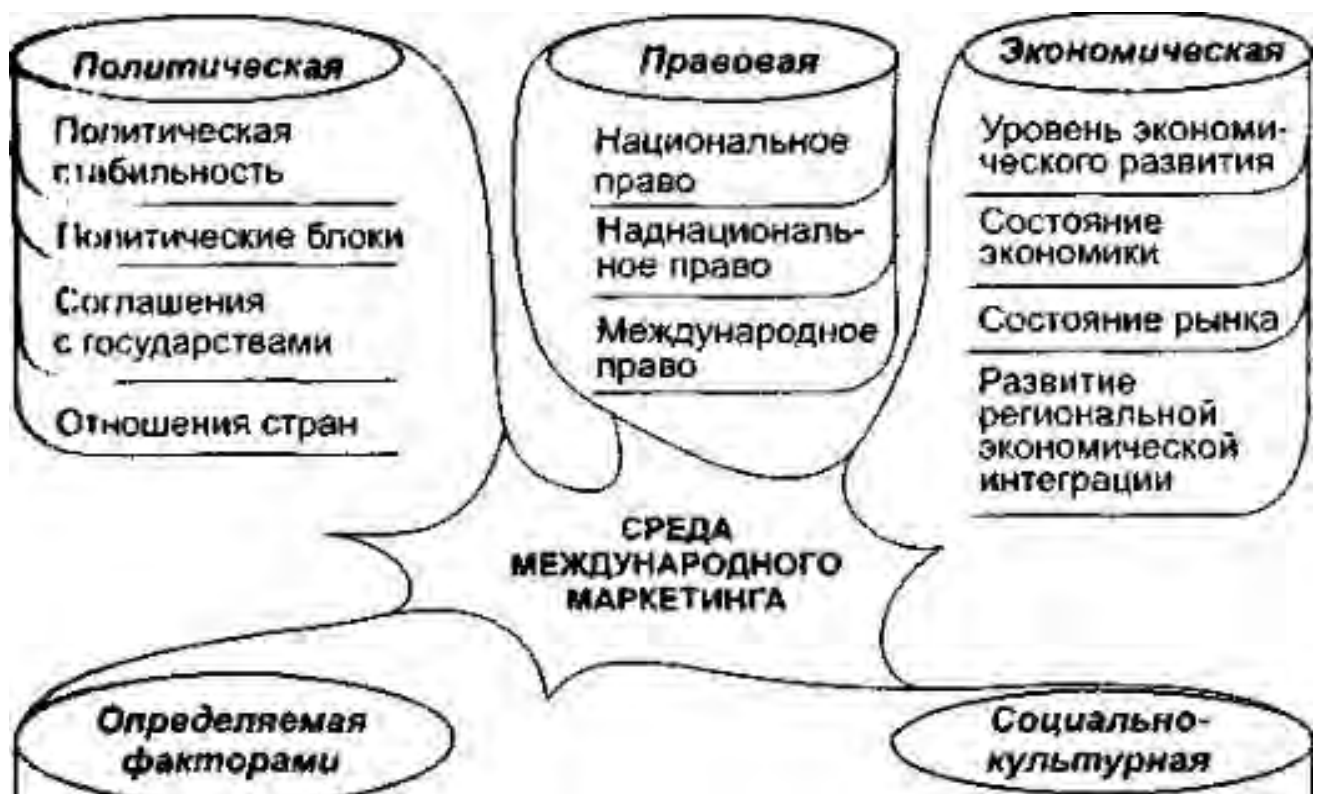 Политическая
Политическая
стабильность
Политические блоки
Соглашения
с государствами
Отношения стран
Правовая
Национальное
право
Наднациональ-
ное право
Международное
право
Экономическая
Уровень экономи-
ческого развития
Состояние
экономики
Состояние рынка
Развитие
региональной
экономической
интеграции
СРЕДА
МЕЖДУНАРОДНОГО
МАРКЕТИНГА
Определяемая
факторами
Социально-
культурная